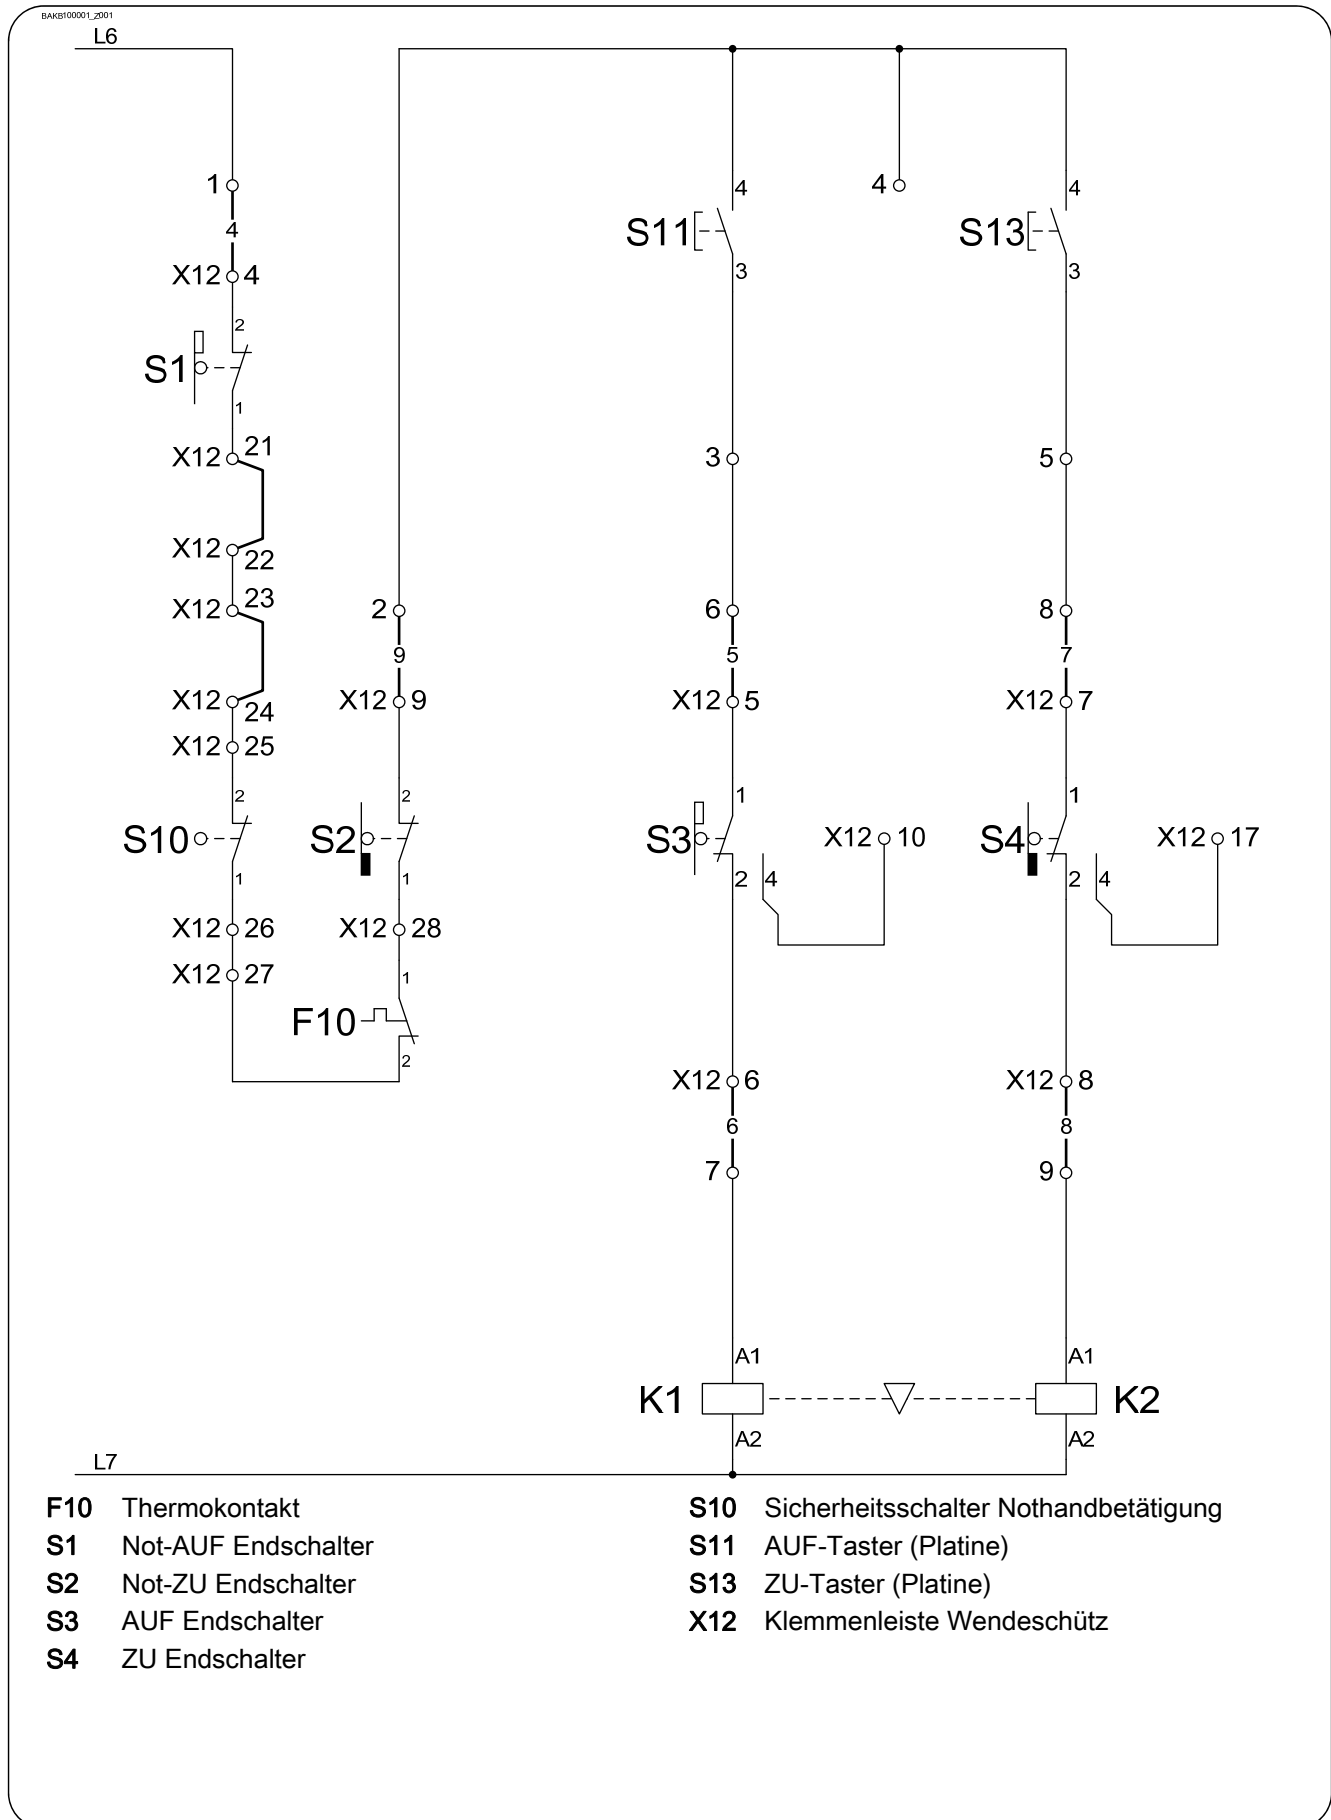 BAKB100001_Z001
L6
1
4
4
4
4
S11
S13
X12 4
3
3
2
S1
1
X12 21
3
5
X12 22
X12 23
2
6
8
9
5
7
X12 24
X12 9
X12 5
X12 7
X12 25
2
2
1
1
S10
S2
S3
X12 10
S4
X12 17
1
1
2
4
2
4
X12 26
X12 28
X12 27
1
F10
2
X12 6
X12 8
6
8
7
9
A1
A1
K1
K2
A2
A2
L7
F10 Thermokontakt
S1 Not-AUF Endschalter
S2 Not-ZU Endschalter
S3 AUF Endschalter
S4 ZU Endschalter
S10 Sicherheitsschalter Nothandbetätigung
S11 AUF-Taster (Platine)
S13 ZU-Taster (Platine)
X12 Klemmenleiste Wendeschütz